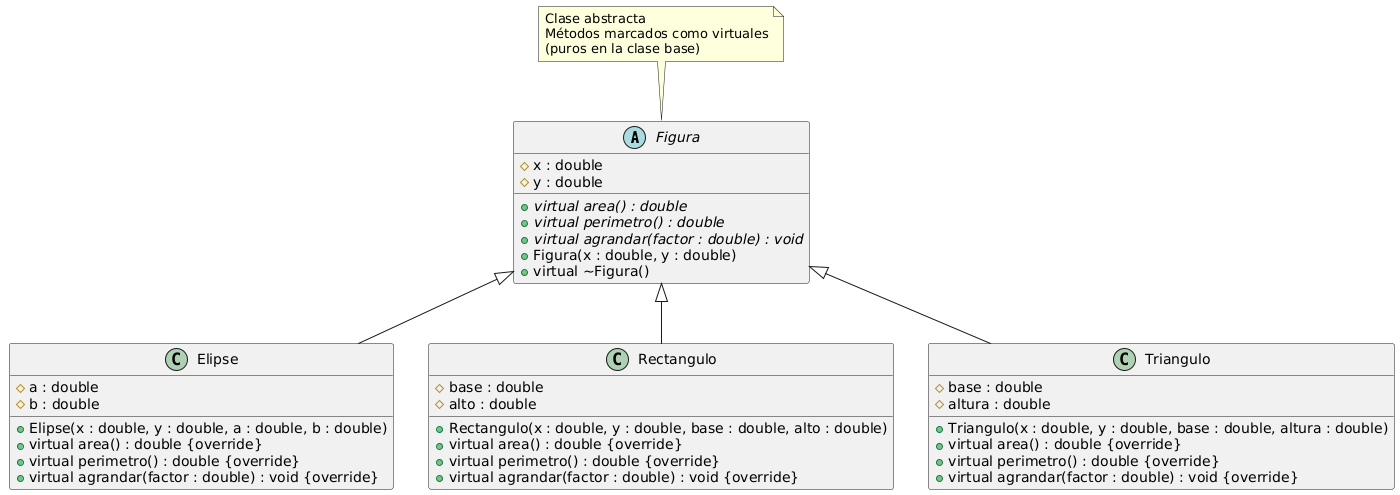 Clase abstracta
Métodos marcados como virtuales
(puros en la clase base)
A Figura
x : double
y : double
virtual area() : double
virtual perimetro() : double
virtual agrandar(factor : double) : void
Figura(x : double, y : double)
virtual ~Figura()
C Elipse
a : double
b : double
Elipse(x : double, y : double, a : double, b : double)
virtual area() : double {override}
virtual perimetro() : double {override}
virtual agrandar(factor : double) : void {override}
C Rectangulo
base : double
alto : double
Rectangulo(x : double, y : double, base : double, alto : double)
virtual area() : double {override}
virtual perimetro() : double {override}
virtual agrandar(factor : double) : void {override}
C Triangulo
base : double
altura : double
Triangulo(x : double, y : double, base : double, altura : double)
virtual area() : double {override}
virtual perimetro() : double {override}
virtual agrandar(factor : double) : void {override}